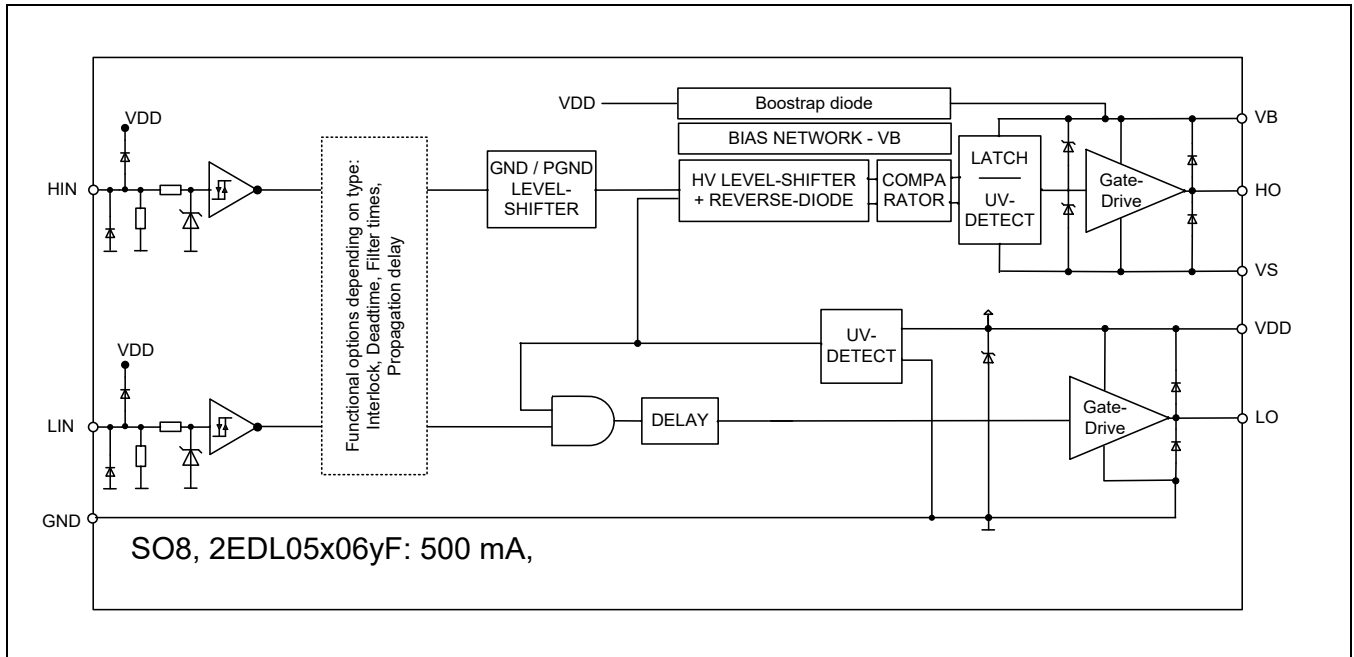 VDD
Boostrap diode
VB
BIAS NETWORK - VB
VDD
HIN
GND / PGND
LEVEL-
SHIFTER
HV LEVEL-SHIFTER
+ REVERSE-DIODE
COMPA
RATOR
LATCH
UV-
DETECT
Gate-
Drive
HO
VS
Functional options depending on type:
Interlock, Deadtime, Filter times,
Propagation delay
VDD
UV-
DETECT
VDD
LIN
DELAY
Gate-
Drive
LO
GND
SO8, 2EDL05x06yF: 500 mA,